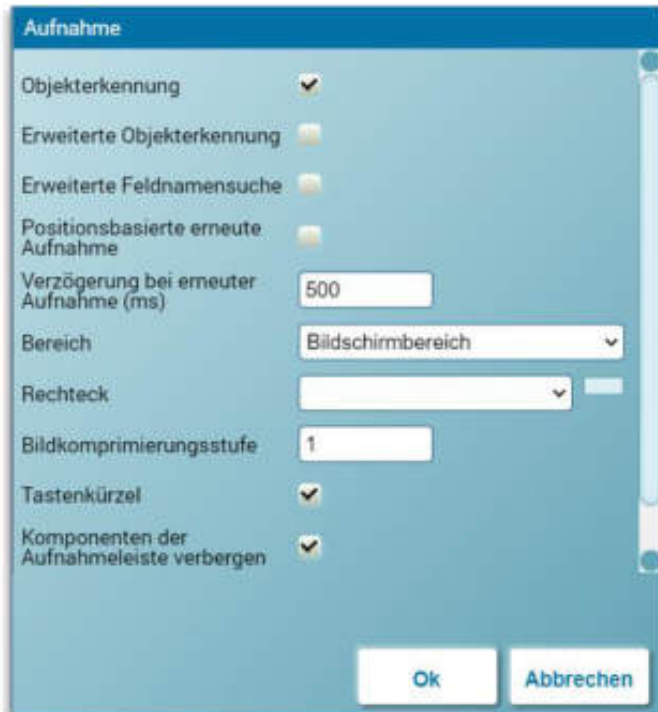 Aufnahme
Objekterkennung
Erweiterte Objekterkennung
Erweiterte Feldnamensuche
Positionsbasierte erneute
Aufnahme
Verzögerung bei erneuter
Aufnahme (ms)
500
Bereich
Bildschirmbereich
Rechteck
Bildkomprimierungsstufe
1
Tastenkürzel
Komponenten der
Aufnahmeleiste verbergen
Ok
Abbrechen